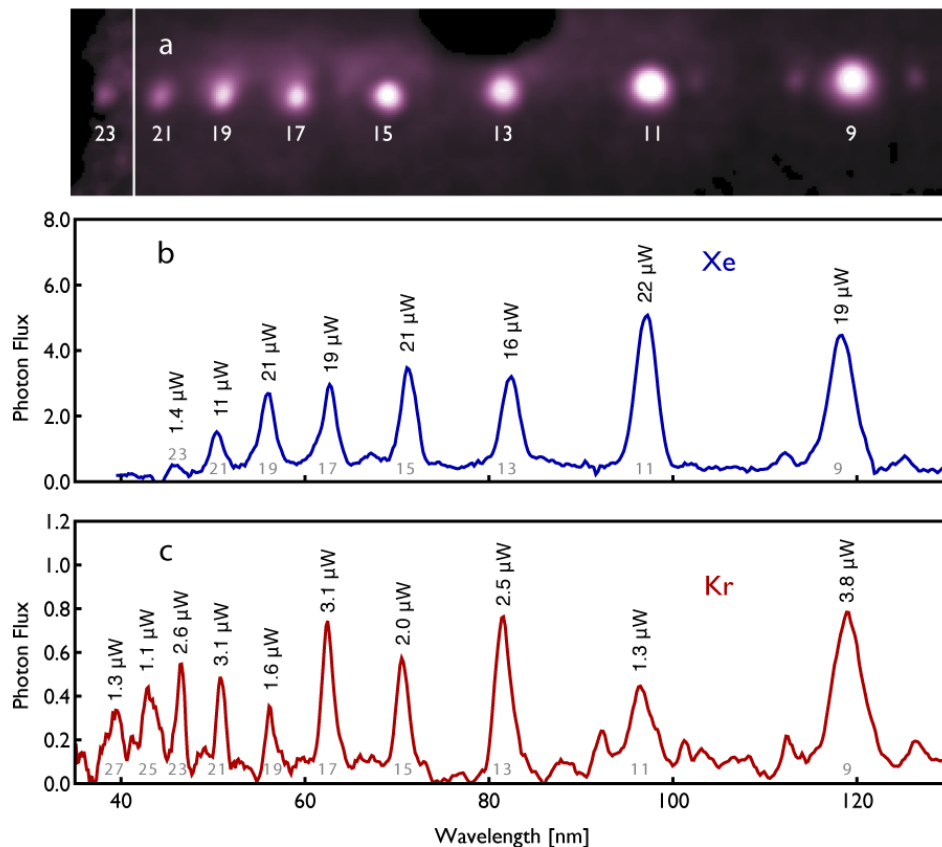 a
23 21 19 17 15 13 11 9
8.0
6.0
4.0
2.0
0.0
Photon Flux
b
Xe
1.4 µW
11 µW
21 µW
19 µW
21 µW
16 µW
22 µW
19 µW
23 21 19 17 15 13 11 9
1.2
1.0
0.8
0.6
0.4
0.2
0.0
Photon Flux
c
Kr
1.3 µW
1.1 µW
2.6 µW
3.1 µW
1.6 µW
3.1 µW
2.0 µW
2.5 µW
1.3 µW
3.8 µW
27 25 23 21 19 17 15 13 11 9
40 60 80 100 120
Wavelength [nm]